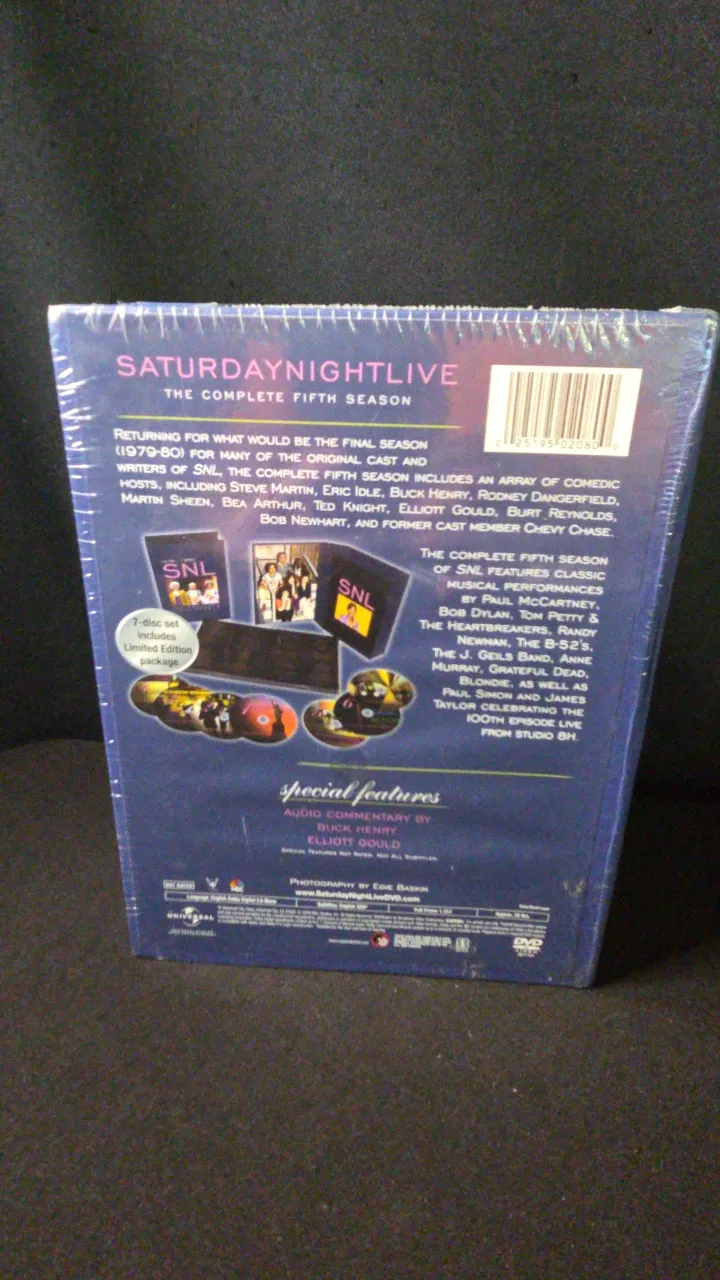 SATURDAYNIGHTLIVE
THE COMPLETE FIFTH SEASON
0 25195 02080 0
RETURNING FOR WHAT WOULD BE THE FINAL SEASON
(1979-80) FOR MANY OF THE ORIGINAL CAST AND
WRITERS OF SNL, THE COMPLETE FIFTH SEASON INCLUDES AN ARRAY OF COMEDIC
HOSTS, INCLUDING STEVE MARTIN, ERIC IDLE, BUCK HENRY, RODNEY DANGERFIELD,
MARTIN SHEEN, BEA ARTHUR, TED KNIGHT, ELLIOTT GOULD, BURT REYNOLDS,
BOB NEWHART, AND FORMER CAST MEMBER CHEVY CHASE.
SNL
SNL
7-disc set
includes
Limited Edition
package
THE COMPLETE FIFTH SEASON
OF SNL FEATURES CLASSIC
MUSICAL PERFORMANCES
BY PAUL MCCARTNEY,
BOB DYLAN, TOM PETTY &
THE HEARTBREAKERS, RANDY
NEWMAN, THE B-52'S,
THE J. GEILS BAND, ANNE
MURRAY, GRATEFUL DEAD,
BLONDIE, AS WELL AS
PAUL SIMON AND JAMES
TAYLOR CELEBRATING THE
100TH EPISODE LIVE
FROM STUDIO 8H.
special features
AUDIO COMMENTARY BY
BUCK HENRY
ELLIOTT GOULD
SPECIAL FEATURES NOT RATED. NOT ALL SUBTITLED.
PHOTOGRAPHY BY EDIE BASKIN
www.SaturdayNightLiveDVD.com
NOT RATED
UNIVERSAL
DVD